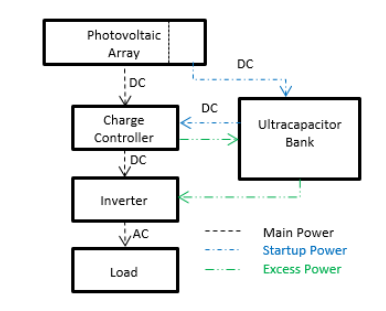 Photovoltaic
Array
DC
DC
DC
Charge
Controller
Ultracapacitor
Bank
DC
Inverter
AC
Load
Main Power
Startup Power
Excess Power